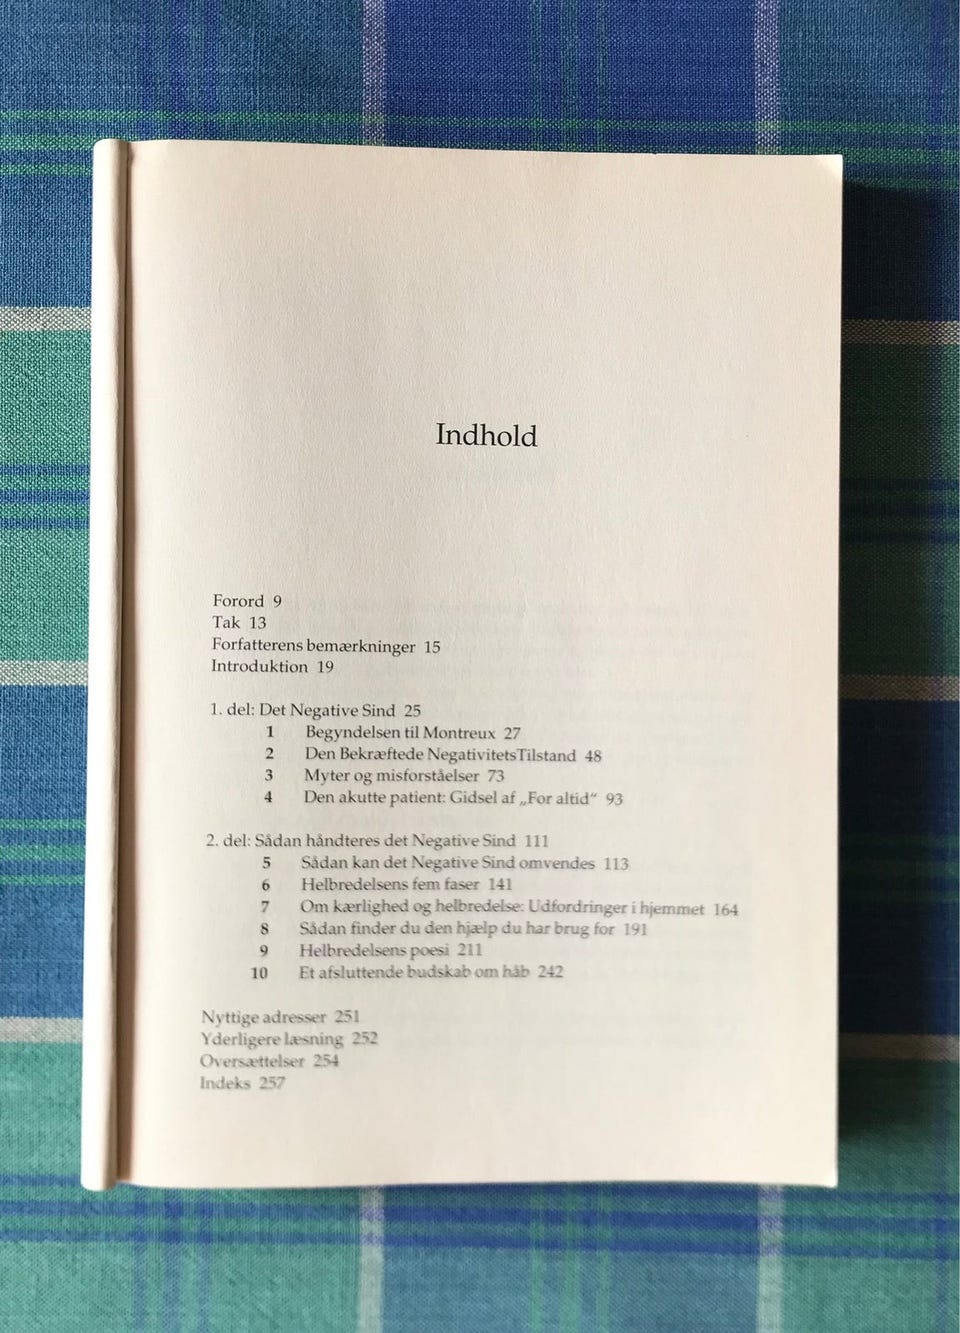 Indhold
Forord 9
Tak 13
Forfatterens bemærkninger 15
Introduktion 19
1. del: Det Negative Sind 25
1 Begyndelsen til Montreux 27
2 Den Bekræftede NegativitetsTilstand 48
3 Myter og misforståelser 73
4 Den akutte patient: Gidsel af „For altid“ 93
2. del: Sådan håndteres det Negative Sind 111
5 Sådan kan det Negative Sind omvendes 113
6 Helbredelsens fem faser 141
7 Om kærlighed og helbredelse: Udfordringer i hjemmet 164
8 Sådan finder du den hjælp du har brug for 191
9 Helbredelsens poesi 211
10 Et afsluttende budskab om håb 242
Nyttige adresser 251
Yderligere læsning 252
Oversættelser 254
Indeks 257